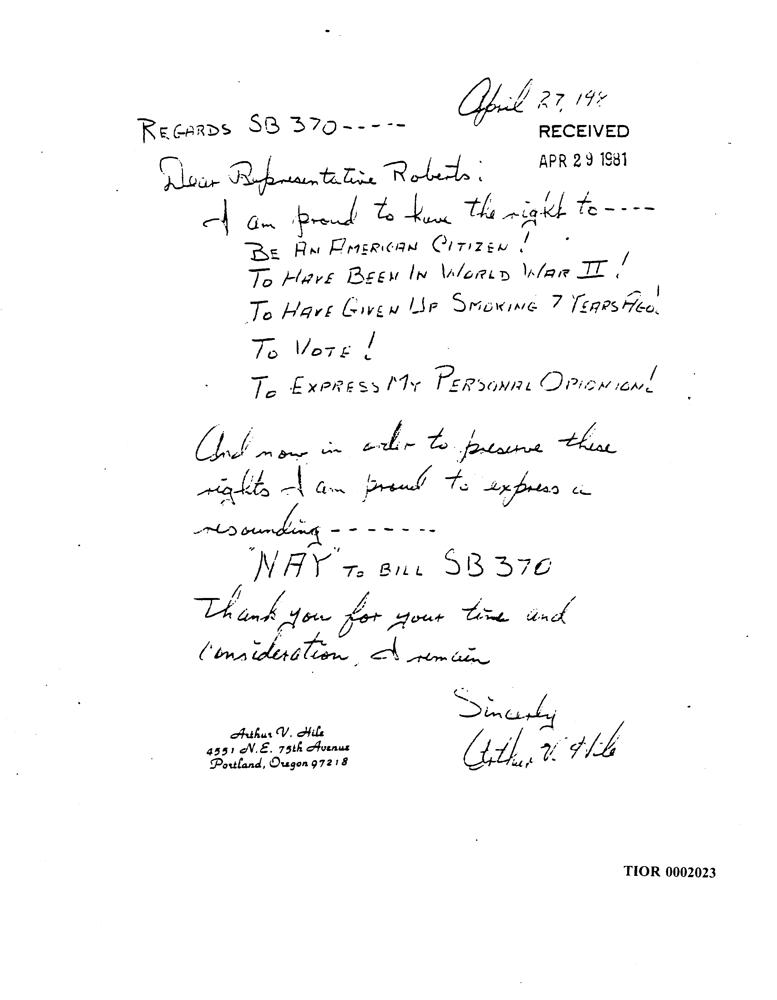 April 27, 198
REGARDS SB 370-----
RECEIVED
APR 29 1981
Dear Representative Roberts:
I am proud to have the right to----
BE AN AMERICAN CITIZEN!
TO HAVE BEEN IN WORLD WAR II!
TO HAVE GIVEN UP SMOKING 7 YEARS AGO!
TO VOTE!
TO EXPRESS MY PERSONAL OPIONION!
And now in order to preserve these
rights I am proud to express a
resounding -------
"NAY" TO BILL SB 370
Thank you for your time and
consideration, I remain
Sincerely
Arthur V. Hile
Arthur V. Hile
4551 N.E. 75th Avenue
Portland, Oregon 97218
TIOR 0002023